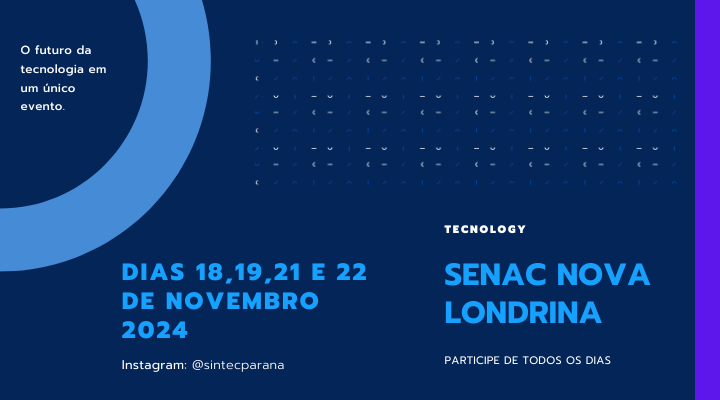 O futuro da
tecnologia em
um único
evento.
TECNOLOGY
DIAS 18,19,21 E 22
DE NOVEMBRO
2024
Instagram: @sintecparana
SENAC NOVA
LONDRINA
PARTICIPE DE TODOS OS DIAS